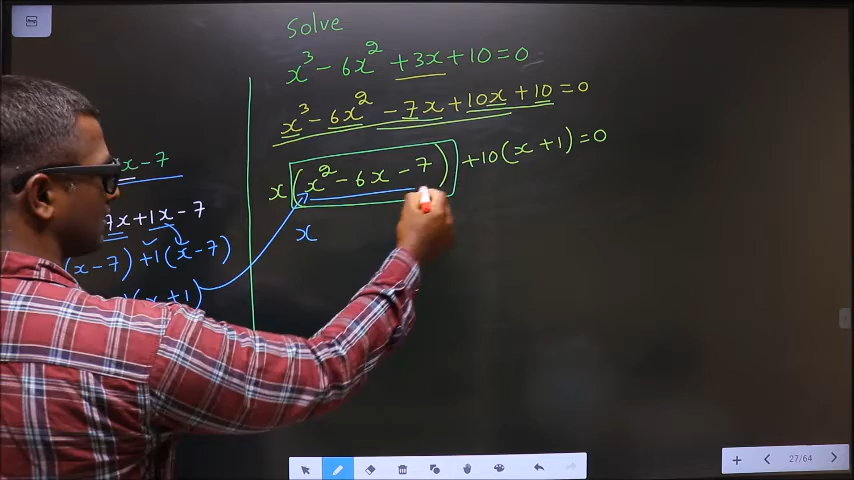 Solve
x³ - 6x² + 3x + 10 = 0
x³ - 6x² - 7x + 10x + 10 = 0
x(x² - 6x - 7) + 10(x + 1) = 0
x
x - 7
7x + 1x - 7
(x - 7) + 1(x - 7)
(x + 1)
27/64